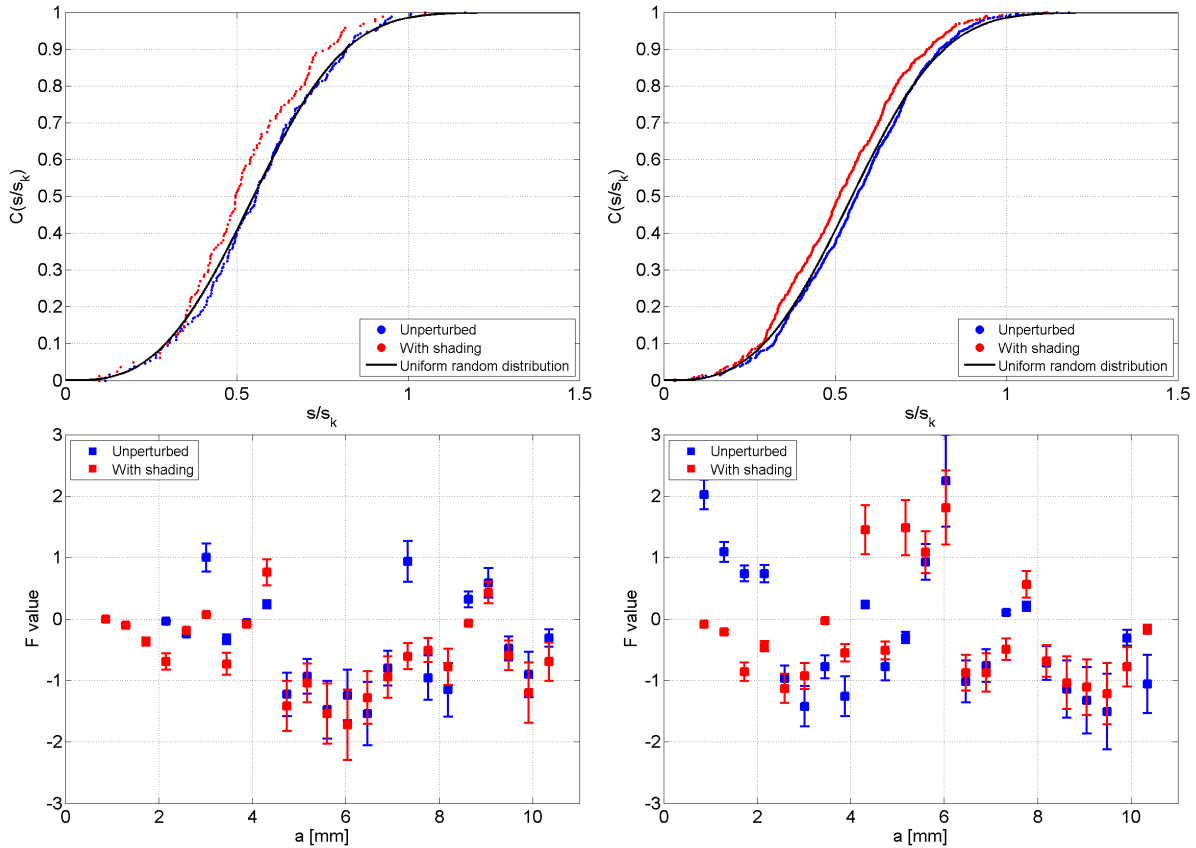 1
0.9
0.8
0.7
0.6
0.5
0.4
0.3
0.2
0.1
0
C(s/sk)
0 0.5 1 1.5
s/sk
Unperturbed
With shading
Uniform random distribution
1
0.9
0.8
0.7
0.6
0.5
0.4
0.3
0.2
0.1
0
C(s/sk)
0 0.5 1 1.5
s/sk
Unperturbed
With shading
Uniform random distribution
3
2
1
0
-1
-2
-3
F value
0 2 4 6 8 10
a [mm]
Unperturbed
With shading
3
2
1
0
-1
-2
-3
F value
0 2 4 6 8 10
a [mm]
Unperturbed
With shading